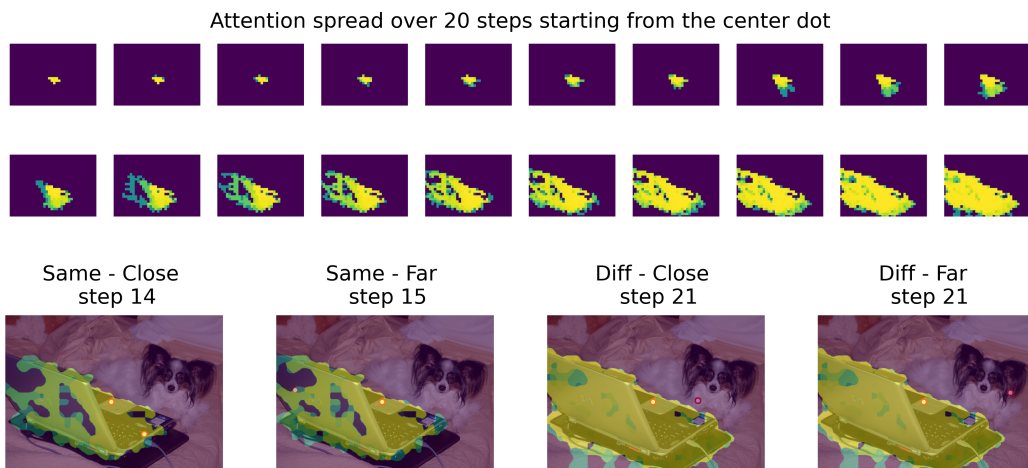 Attention spread over 20 steps starting from the center dot
Same - Close
step 14
Same - Far
step 15
Diff - Close
step 21
Diff - Far
step 21